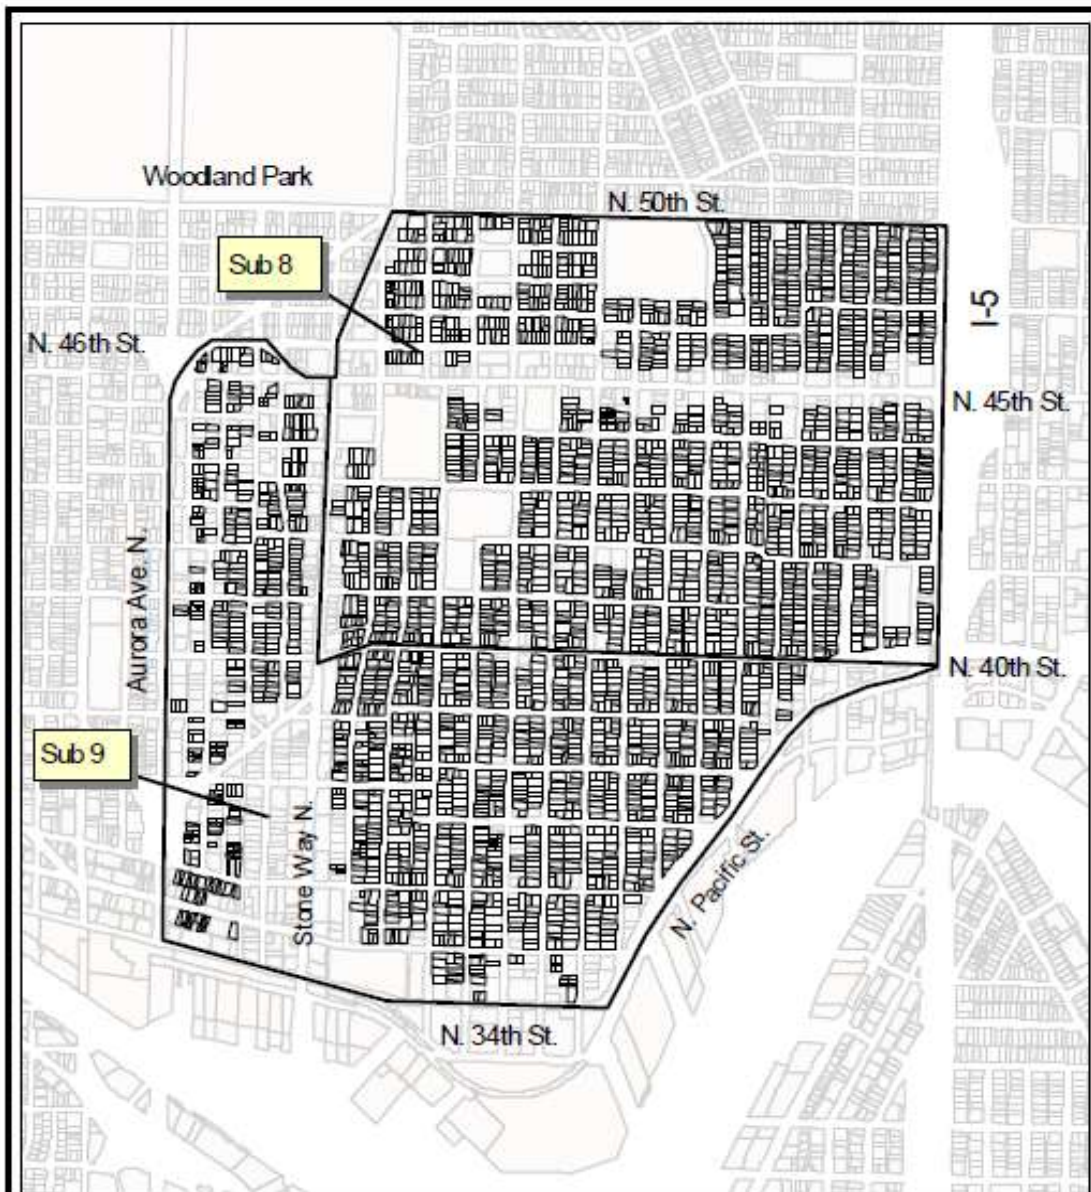 Woodland Park
N. 50th St.
Sub 8
I-5
N. 46th St.
N. 45th St.
Aurora Ave. N.
N. 40th St.
Sub 9
Stone Way N.
N. Pacific St.
N. 34th St.